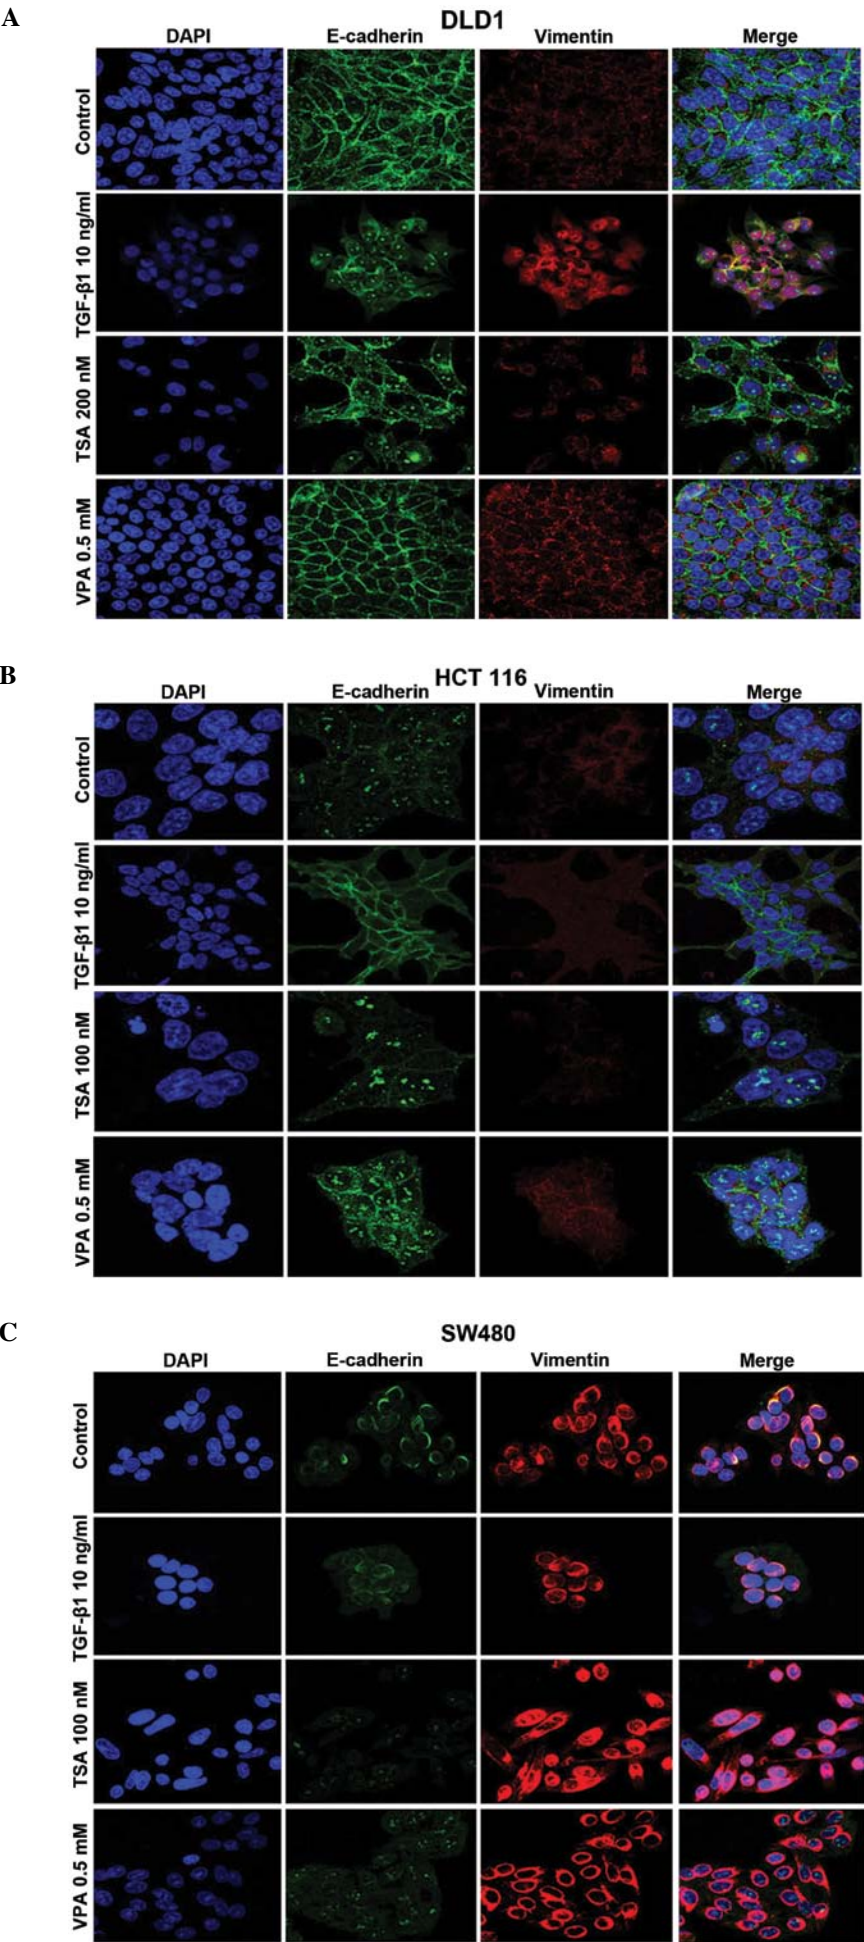 A
DLD1
DAPI E-cadherin Vimentin Merge
Control
TGF-β1 10 ng/ml
TSA 200 nM
VPA 0.5 mM
B
HCT 116
DAPI E-cadherin Vimentin Merge
Control
TGF-β1 10 ng/ml
TSA 100 nM
VPA 0.5 mM
C
SW480
DAPI E-cadherin Vimentin Merge
Control
TGF-β1 10 ng/ml
TSA 100 nM
VPA 0.5 mM